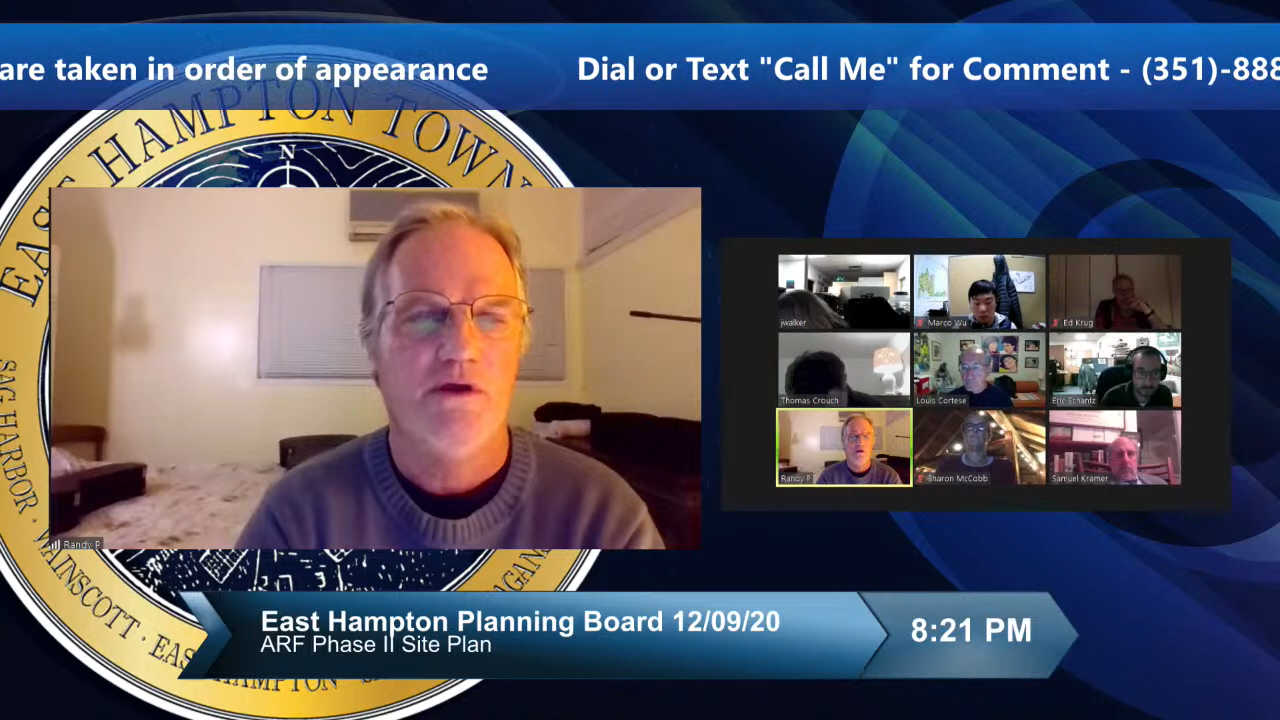 are taken in order of appearance
Dial or Text "Call Me" for Comment - (351)-888
EAST HAMPTON TOWN
N
SAG HARBOR · WAINSCOTT ·
Randy P
jwalker
Marco Wu
Ed Krug
Thomas Crouch
Louis Cortese
Eric Schantz
Randy P
Sharon McCobb
Samuel Kramer
East Hampton Planning Board 12/09/20
ARF Phase II Site Plan
8:21 PM